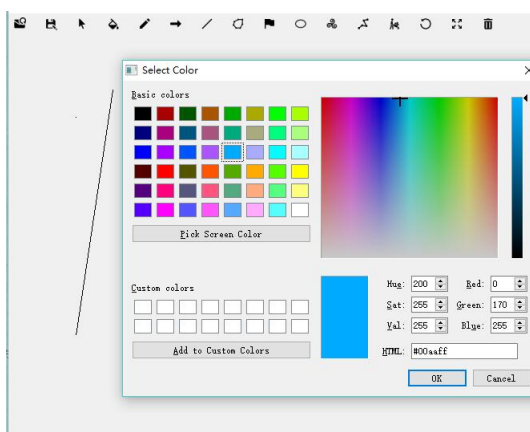 Select Color
Basic colors
Pick Screen Color
Custom colors
Add to Custom Colors
Hue: 200 Red: 0
Sat: 255 Green: 170
Val: 255 Blue: 255
HTML: #00aaff
OK Cancel